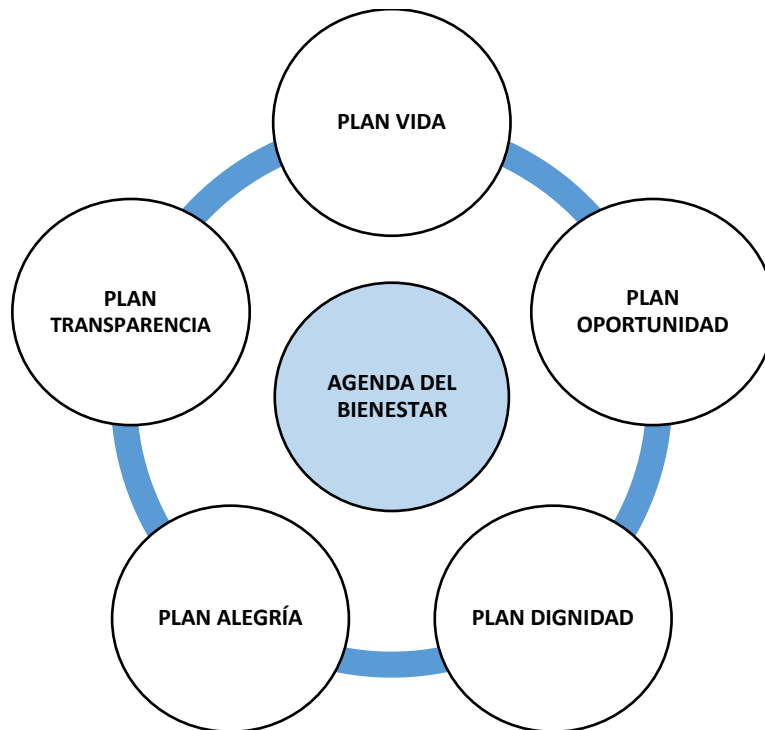 PLAN VIDA
PLAN
OPORTUNIDAD
PLAN DIGNIDAD
PLAN ALEGRÍA
PLAN
TRANSPARENCIA
AGENDA DEL
BIENESTAR